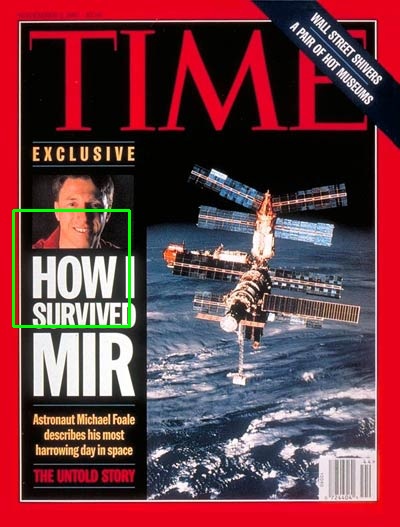 WALL STREET SHIVERS
A PAIR OF HOT MUSEUMS
TIME
EXCLUSIVE
HOW I
SURVIVED
MIR
Astronaut Michael Foale
describes his most
harrowing day in space
THE UNTOLD STORY
44